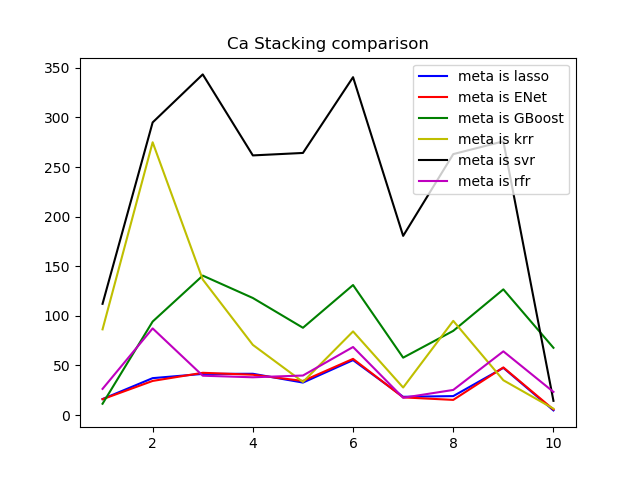 Ca Stacking comparison
350
300
250
200
150
100
50
0
meta is lasso
meta is ENet
meta is GBoost
meta is krr
meta is svr
meta is rfr
2
4
6
8
10